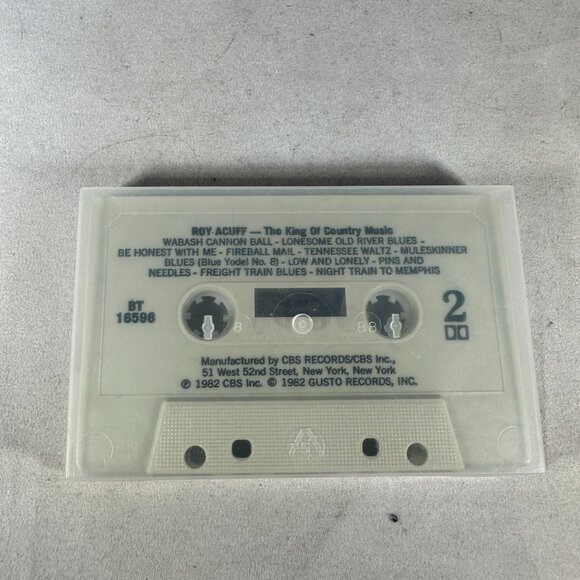 ROY ACUFF — The King Of Country Music
WABASH CANNON BALL - LONESOME OLD RIVER BLUES -
BE HONEST WITH ME - FIREBALL MAIL - TENNESSEE WALTZ - MULESKINNER
BLUES (Blue Yodel No. 8) - LOW AND LONELY - PINS AND
NEEDLES - FREIGHT TRAIN BLUES - NIGHT TRAIN TO MEMPHIS
BT
16596
2
Manufactured by CBS RECORDS/CBS Inc.,
51 West 52nd Street, New York, New York
℗ 1982 CBS Inc. © 1982 GUSTO RECORDS, INC.